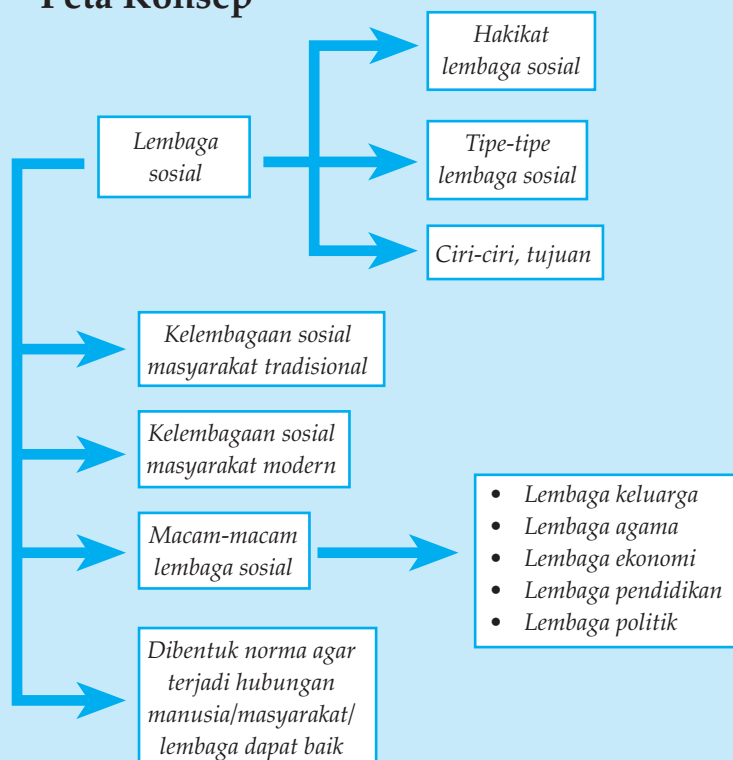 Peta Konsep
Hakikat
lembaga sosial
Lembaga
sosial
Tipe-tipe
lembaga sosial
Ciri-ciri, tujuan
Kelembagaan sosial
masyarakat tradisional
Kelembagaan sosial
masyarakat modern
Macam-macam
lembaga sosial
• Lembaga keluarga
• Lembaga agama
• Lembaga ekonomi
• Lembaga pendidikan
• Lembaga politik
Dibentuk norma agar
terjadi hubungan
manusia/masyarakat/
lembaga dapat baik